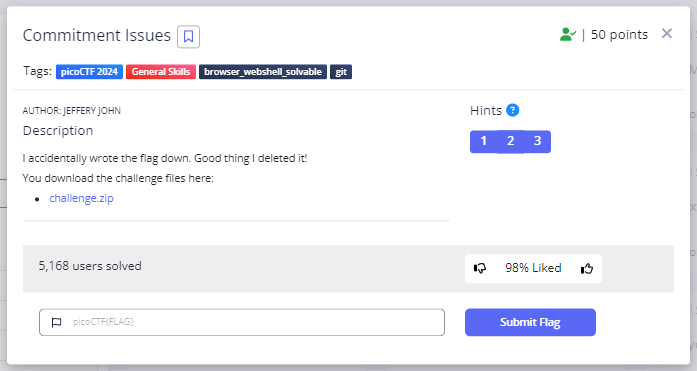 Commitment Issues
| 50 points
Tags: picoCTF 2024 General Skills browser_webshell_solvable git
AUTHOR: JEFFERY JOHN
Hints ?
Description
1 2 3
I accidentally wrote the flag down. Good thing I deleted it!
You download the challenge files here:
• challenge.zip
5,168 users solved
98% Liked
picoCTF{FLAG}
Submit Flag